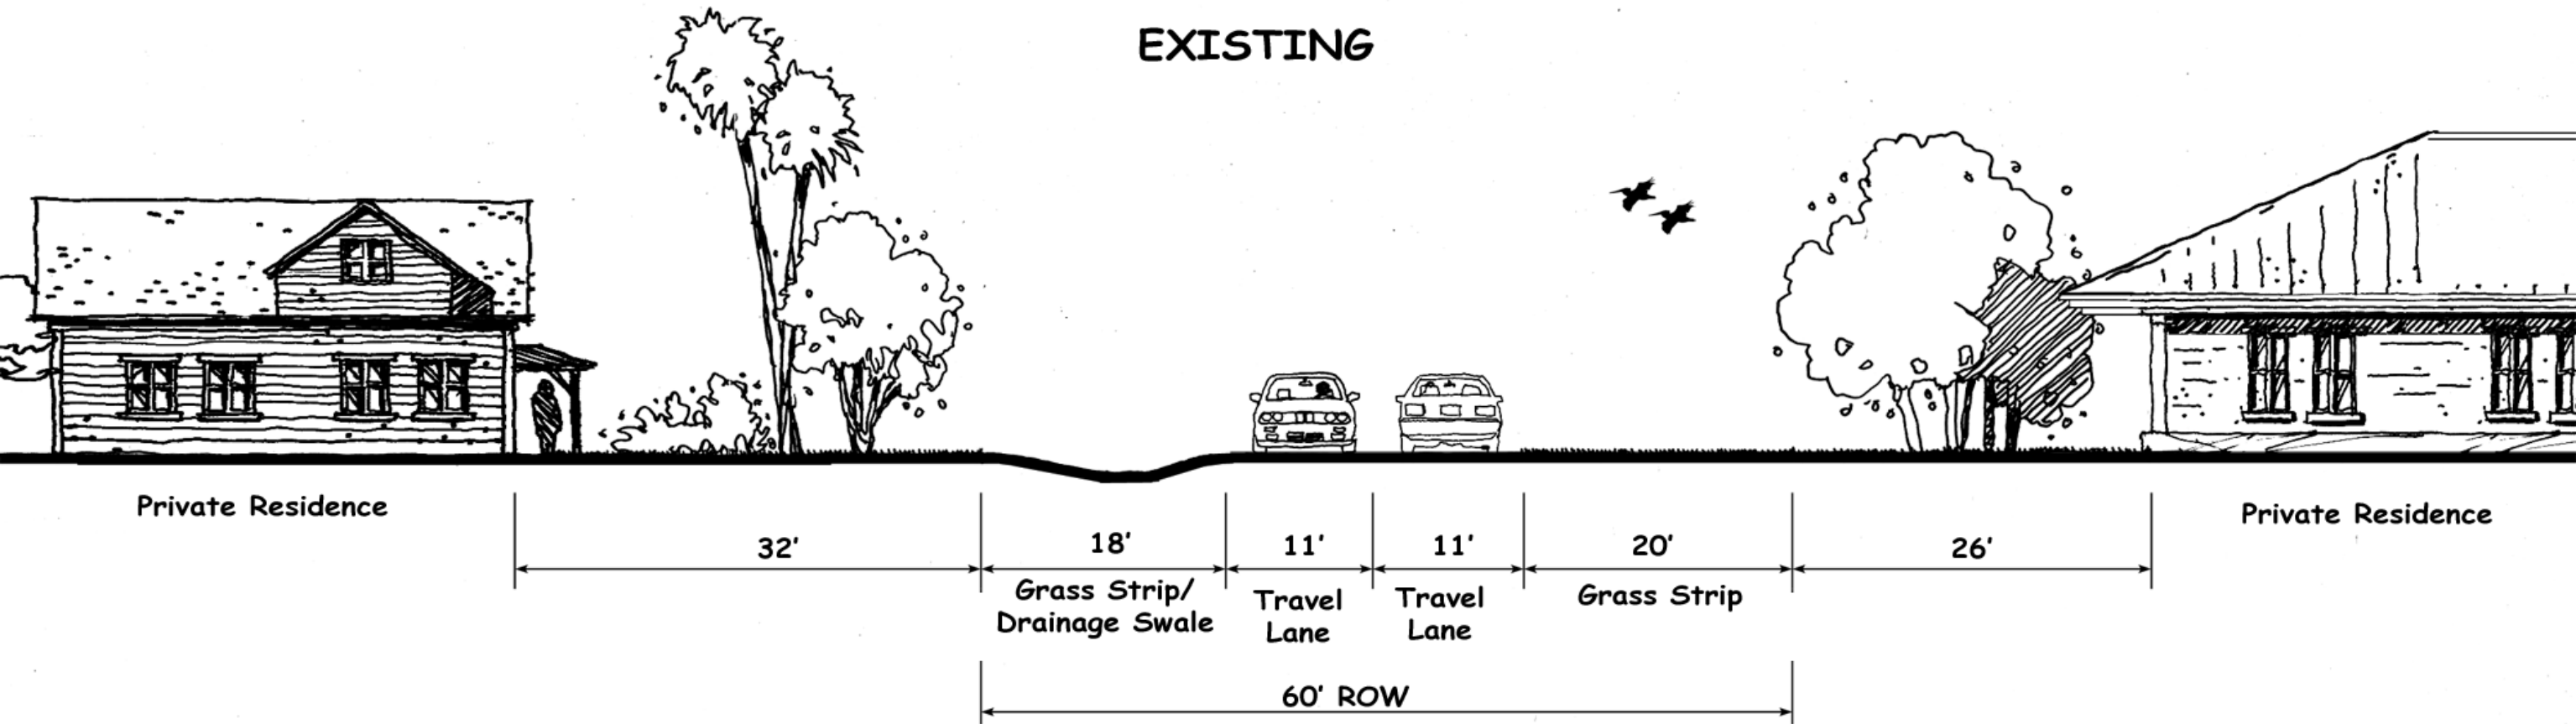 EXISTING
Private Residence
32'
18'
Grass Strip/
Drainage Swale
11'
Travel
Lane
11'
Travel
Lane
20'
Grass Strip
26'
Private Residence
60' ROW